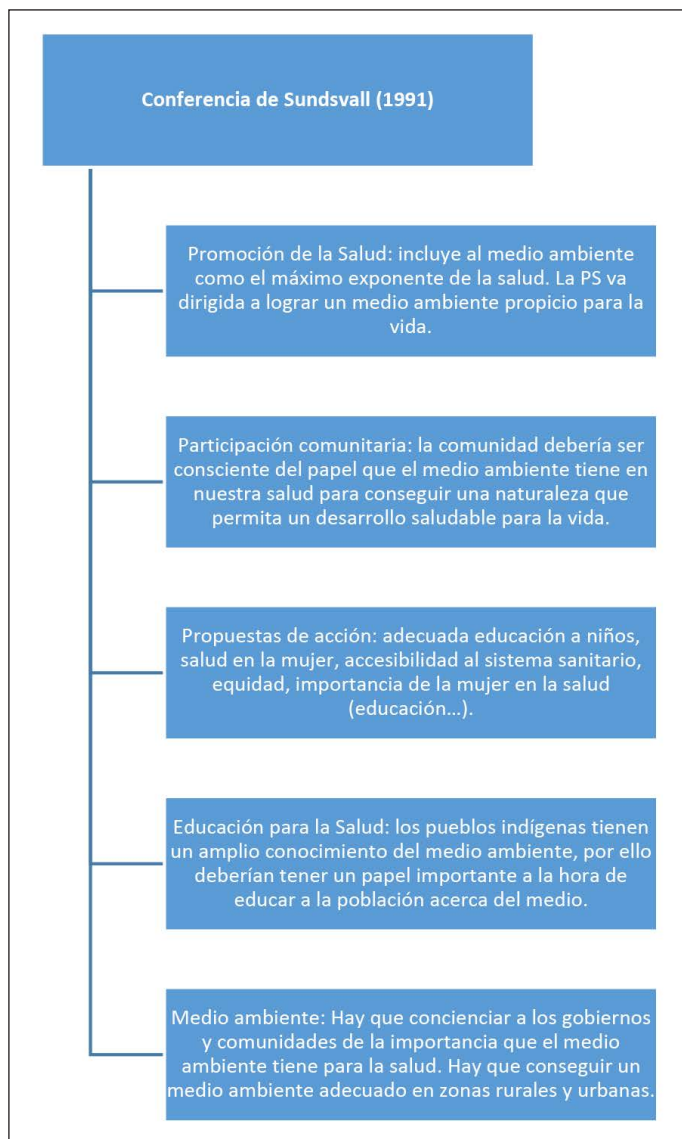 Conferencia de Sundsvall (1991)
Promoción de la Salud: incluye al medio ambiente
como el máximo exponente de la salud. La PS va
dirigida a lograr un medio ambiente propicio para la
vida.
Participación comunitaria: la comunidad debería ser
consciente del papel que el medio ambiente tiene en
nuestra salud para conseguir una naturaleza que
permita un desarrollo saludable para la vida.
Propuestas de acción: adecuada educación a niños,
salud en la mujer, accesibilidad al sistema sanitario,
equidad, importancia de la mujer en la salud
(educación...).
Educación para la Salud: los pueblos indígenas tienen
un amplio conocimiento del medio ambiente, por ello
deberían tener un papel importante a la hora de
educar a la población acerca del medio.
Medio ambiente: Hay que concienciar a los gobiernos
y comunidades de la importancia que el medio
ambiente tiene para la salud. Hay que conseguir un
medio ambiente adecuado en zonas rurales y urbanas.